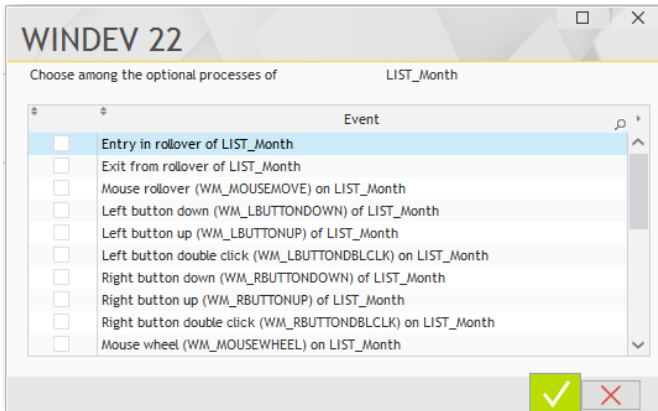 WINDEV 22
Choose among the optional processes of LIST_Month
Event
Entry in rollover of LIST_Month
Exit from rollover of LIST_Month
Mouse rollover (WM_MOUSEMOVE) on LIST_Month
Left button down (WM_LBUTTONDOWN) of LIST_Month
Left button up (WM_LBUTTONUP) of LIST_Month
Left button double click (WM_LBUTTONDBLCLK) on LIST_Month
Right button down (WM_RBUTTONDOWN) of LIST_Month
Right button up (WM_RBUTTONUP) of LIST_Month
Right button double click (WM_RBUTTONDBLCLK) on LIST_Month
Mouse wheel (WM_MOUSEWHEEL) on LIST_Month